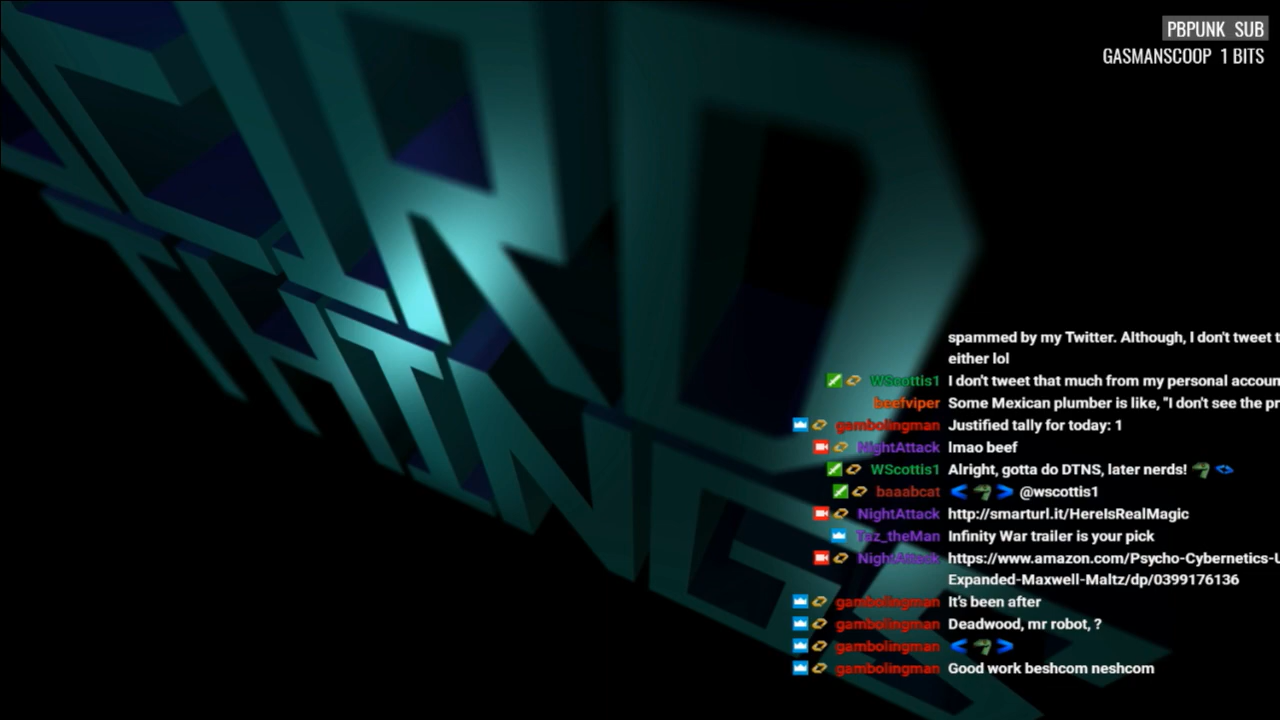 PBPUNK SUB
GASMANSCOOP 1 BITS
WEIRD
THINGS
spammed by my Twitter. Although, I don't tweet t
either lol
WScottis1 I don't tweet that much from my personal accoun
beefviper Some Mexican plumber is like, "I don't see the pr
gambolingman Justified tally for today: 1
NightAttack lmao beef
WScottis1 Alright, gotta do DTNS, later nerds!
baaabcat @wscottis1
NightAttack http://smarturl.it/HereIsRealMagic
Taz_theMan Infinity War trailer is your pick
NightAttack https://www.amazon.com/Psycho-Cybernetics-U
Expanded-Maxwell-Maltz/dp/0399176136
gambolingman It's been after
gambolingman Deadwood, mr robot, ?
gambolingman
gambolingman Good work beshcom neshcom